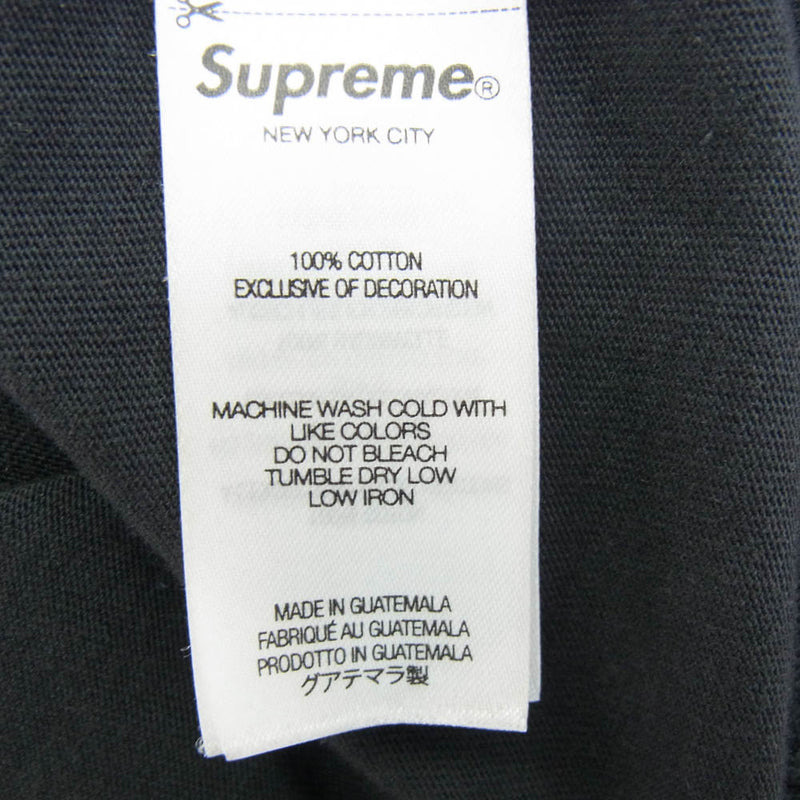 Supreme®
NEW YORK CITY
100% COTTON
EXCLUSIVE OF DECORATION
MACHINE WASH COLD WITH
LIKE COLORS
DO NOT BLEACH
TUMBLE DRY LOW
LOW IRON
MADE IN GUATEMALA
FABRIQUÉ AU GUATEMALA
PRODOTTO IN GUATEMALA
グアテマラ製